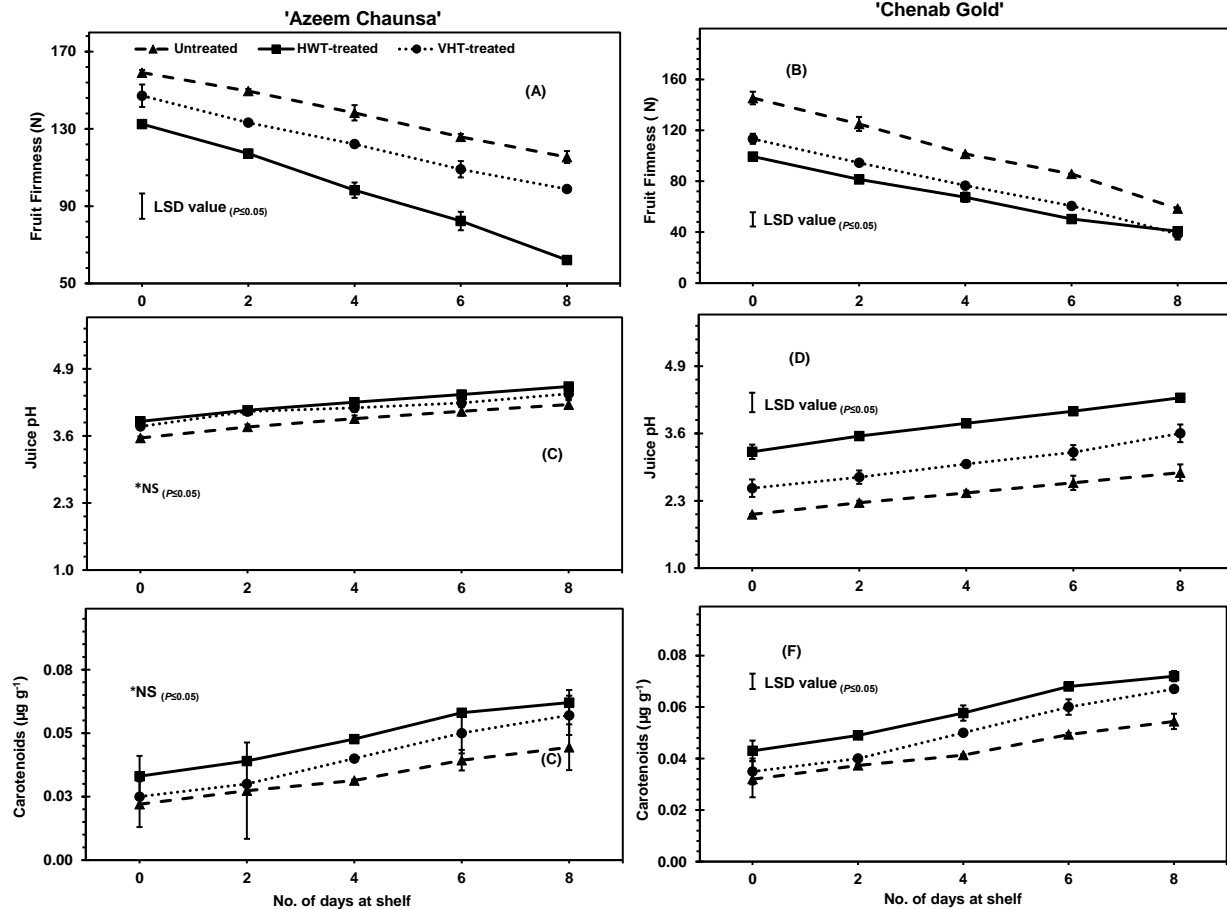 'Azeem Chaunsa'
'Chenab Gold'
Untreated HWT-treated VHT-treated
(A)
170
130
90
50
Fruit Firmness (N)
LSD value (P≤0.05)
0 2 4 6 8
(B)
160
120
80
40
0
Fruit Fimness ( N)
LSD value (P≤0.05)
0 2 4 6 8
4.9
3.6
2.3
1.0
Juice pH
(C)
*NS (P≤0.05)
0 2 4 6 8
(D)
4.9
3.6
2.3
1.0
Juice pH
LSD value (P≤0.05)
0 2 4 6 8
0.08
0.05
0.03
0.00
Carotenoids (µg g-1)
*NS (P≤0.05)
(C)
0 2 4 6 8
No. of days at shelf
(F)
0.08
0.06
0.04
0.02
0.00
Carotenoids (µg g-1)
LSD value (P≤0.05)
0 2 4 6 8
No. of days at shelf